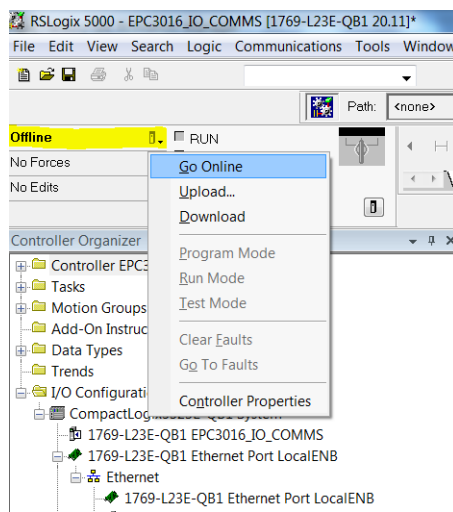 RSLogix 5000 - EPC3016_IO_COMMS [1769-L23E-QB1 20.11]*
File Edit View Search Logic Communications Tools Window
Path: <none>
Offline RUN
No Forces
No Edits
Go Online
Upload...
Download
Program Mode
Run Mode
Test Mode
Clear Faults
Go To Faults
Controller Properties
Controller Organizer
Controller EPC3
Tasks
Motion Groups
Add-On Instruc
Data Types
Trends
I/O Configurati
1769-L23E-QB1 EPC3016_IO_COMMS
1769-L23E-QB1 Ethernet Port LocalENB
Ethernet
1769-L23E-QB1 Ethernet Port LocalENB